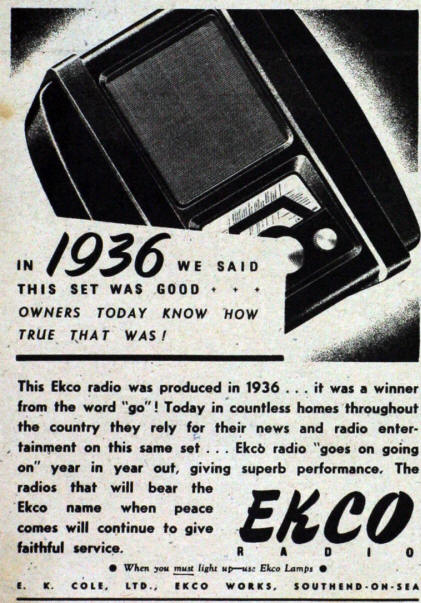 IN 1936 WE SAID
THIS SET WAS GOOD + + +
OWNERS TODAY KNOW HOW
TRUE THAT WAS!
This Ekco radio was produced in 1936 . . . it was a winner
from the word "go"! Today in countless homes throughout
the country they rely for their news and radio enter-
tainment on this same set . . . Ekco radio "goes on going
on" year in year out, giving superb performance. The
radios that will bear the
Ekco name when peace
comes will continue to give
faithful service.
EKCO
RADIO
● When you must light up—use Ekco Lamps ●
E. K. COLE, LTD., EKCO WORKS, SOUTHEND-ON-SEA